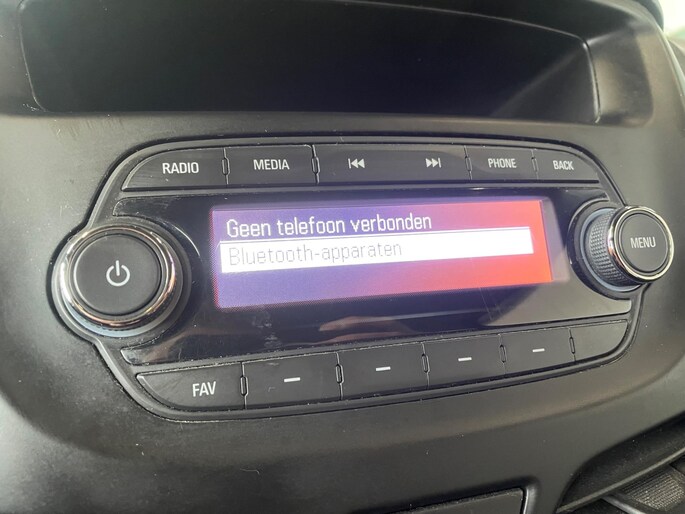 RADIO MEDIA PHONE BACK
Geen telefoon verbonden
Bluetooth-apparaten
MENU
FAV